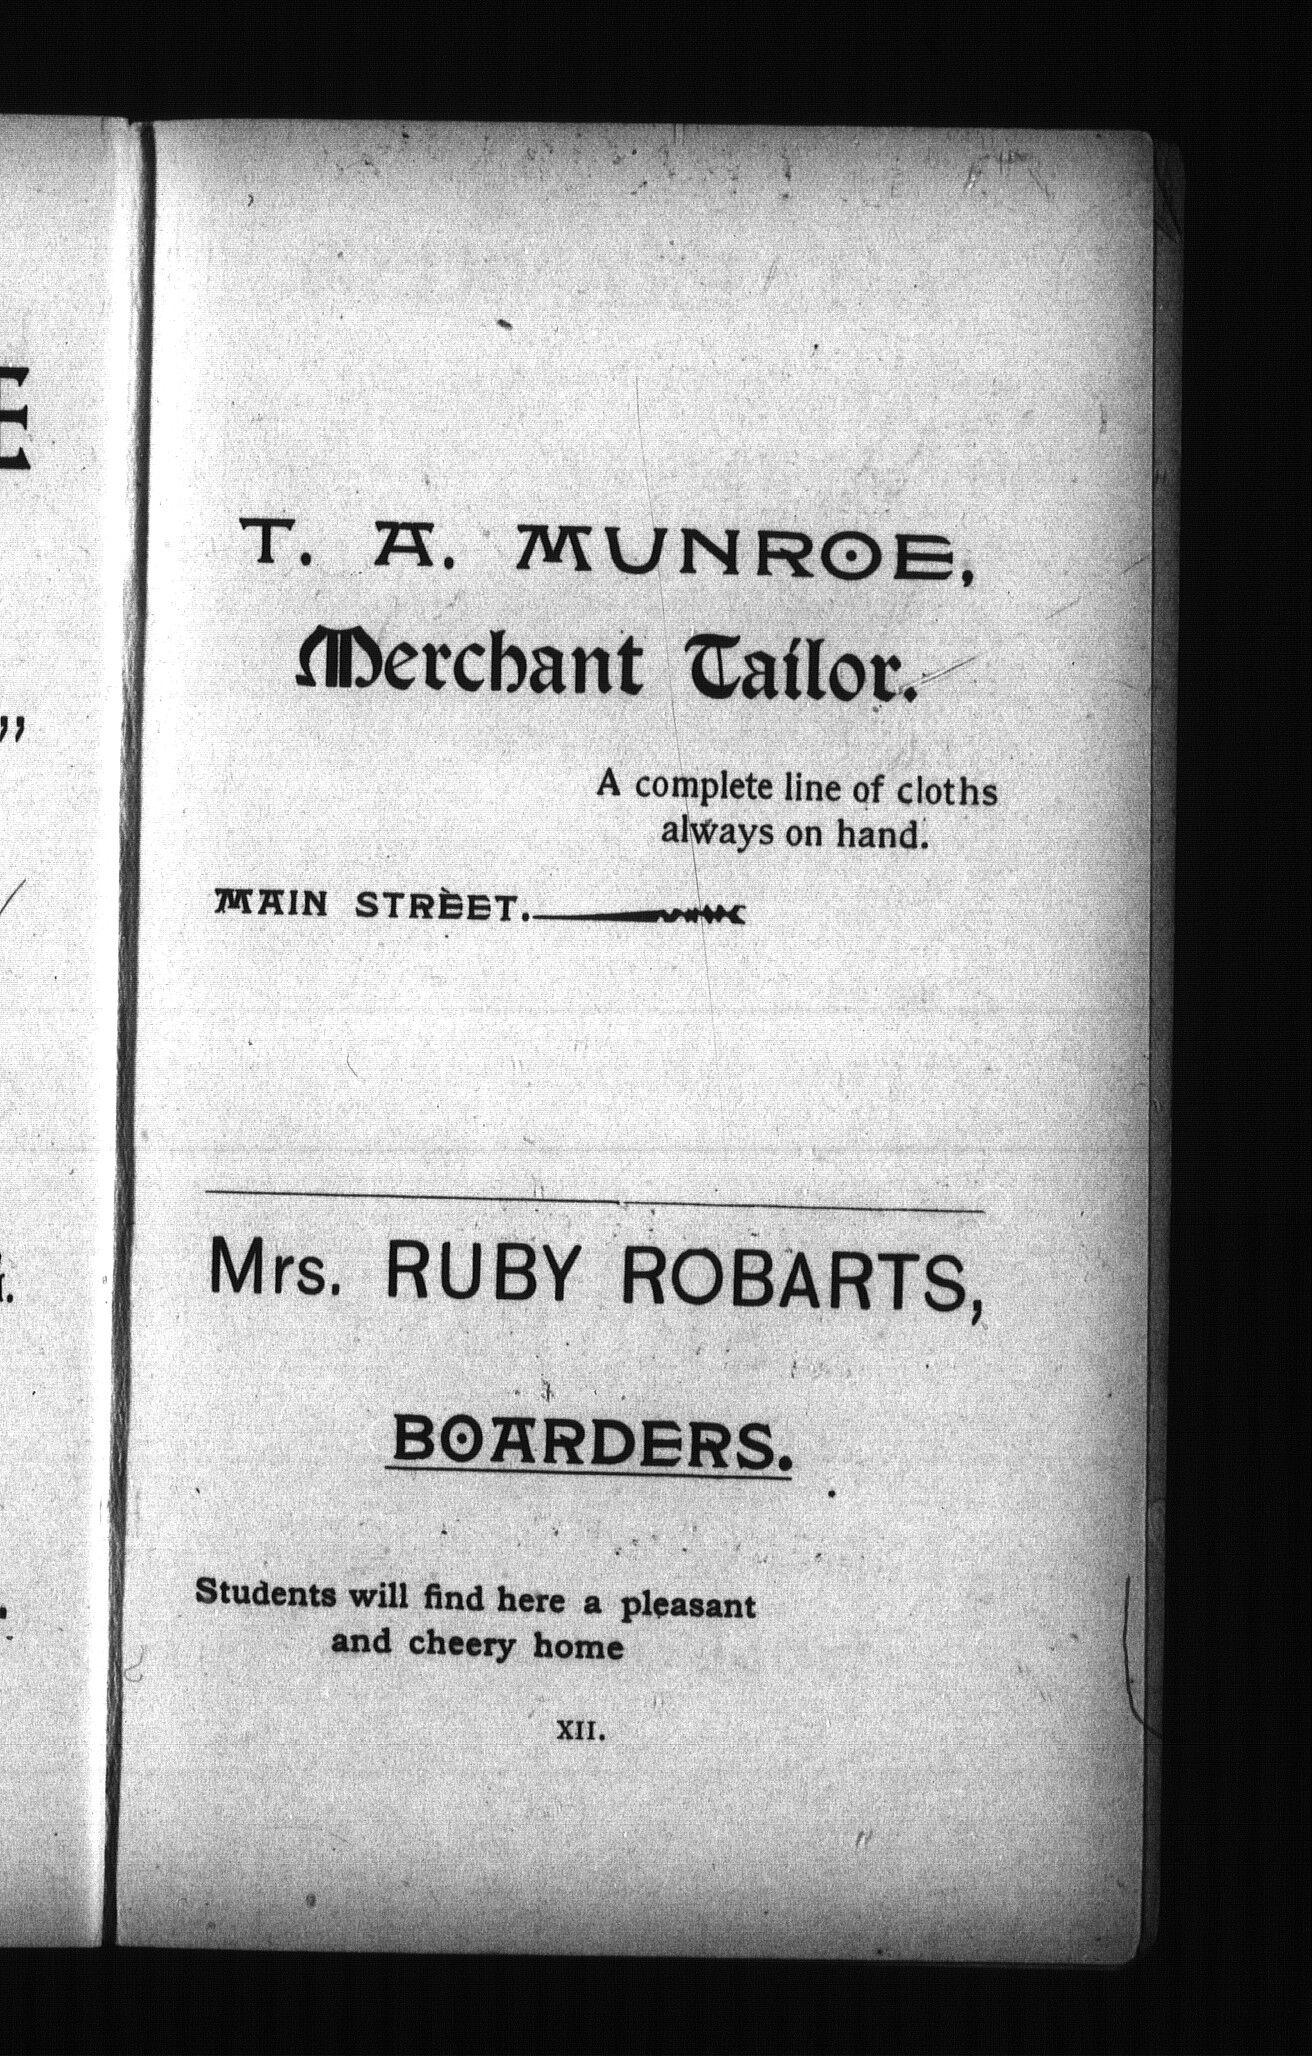 T. A. MUNROE,
Merchant Tailor.
A complete line of cloths
always on hand.
MAIN STREET.
Mrs. RUBY ROBARTS,
BOARDERS.
Students will find here a pleasant
and cheery home
XII.